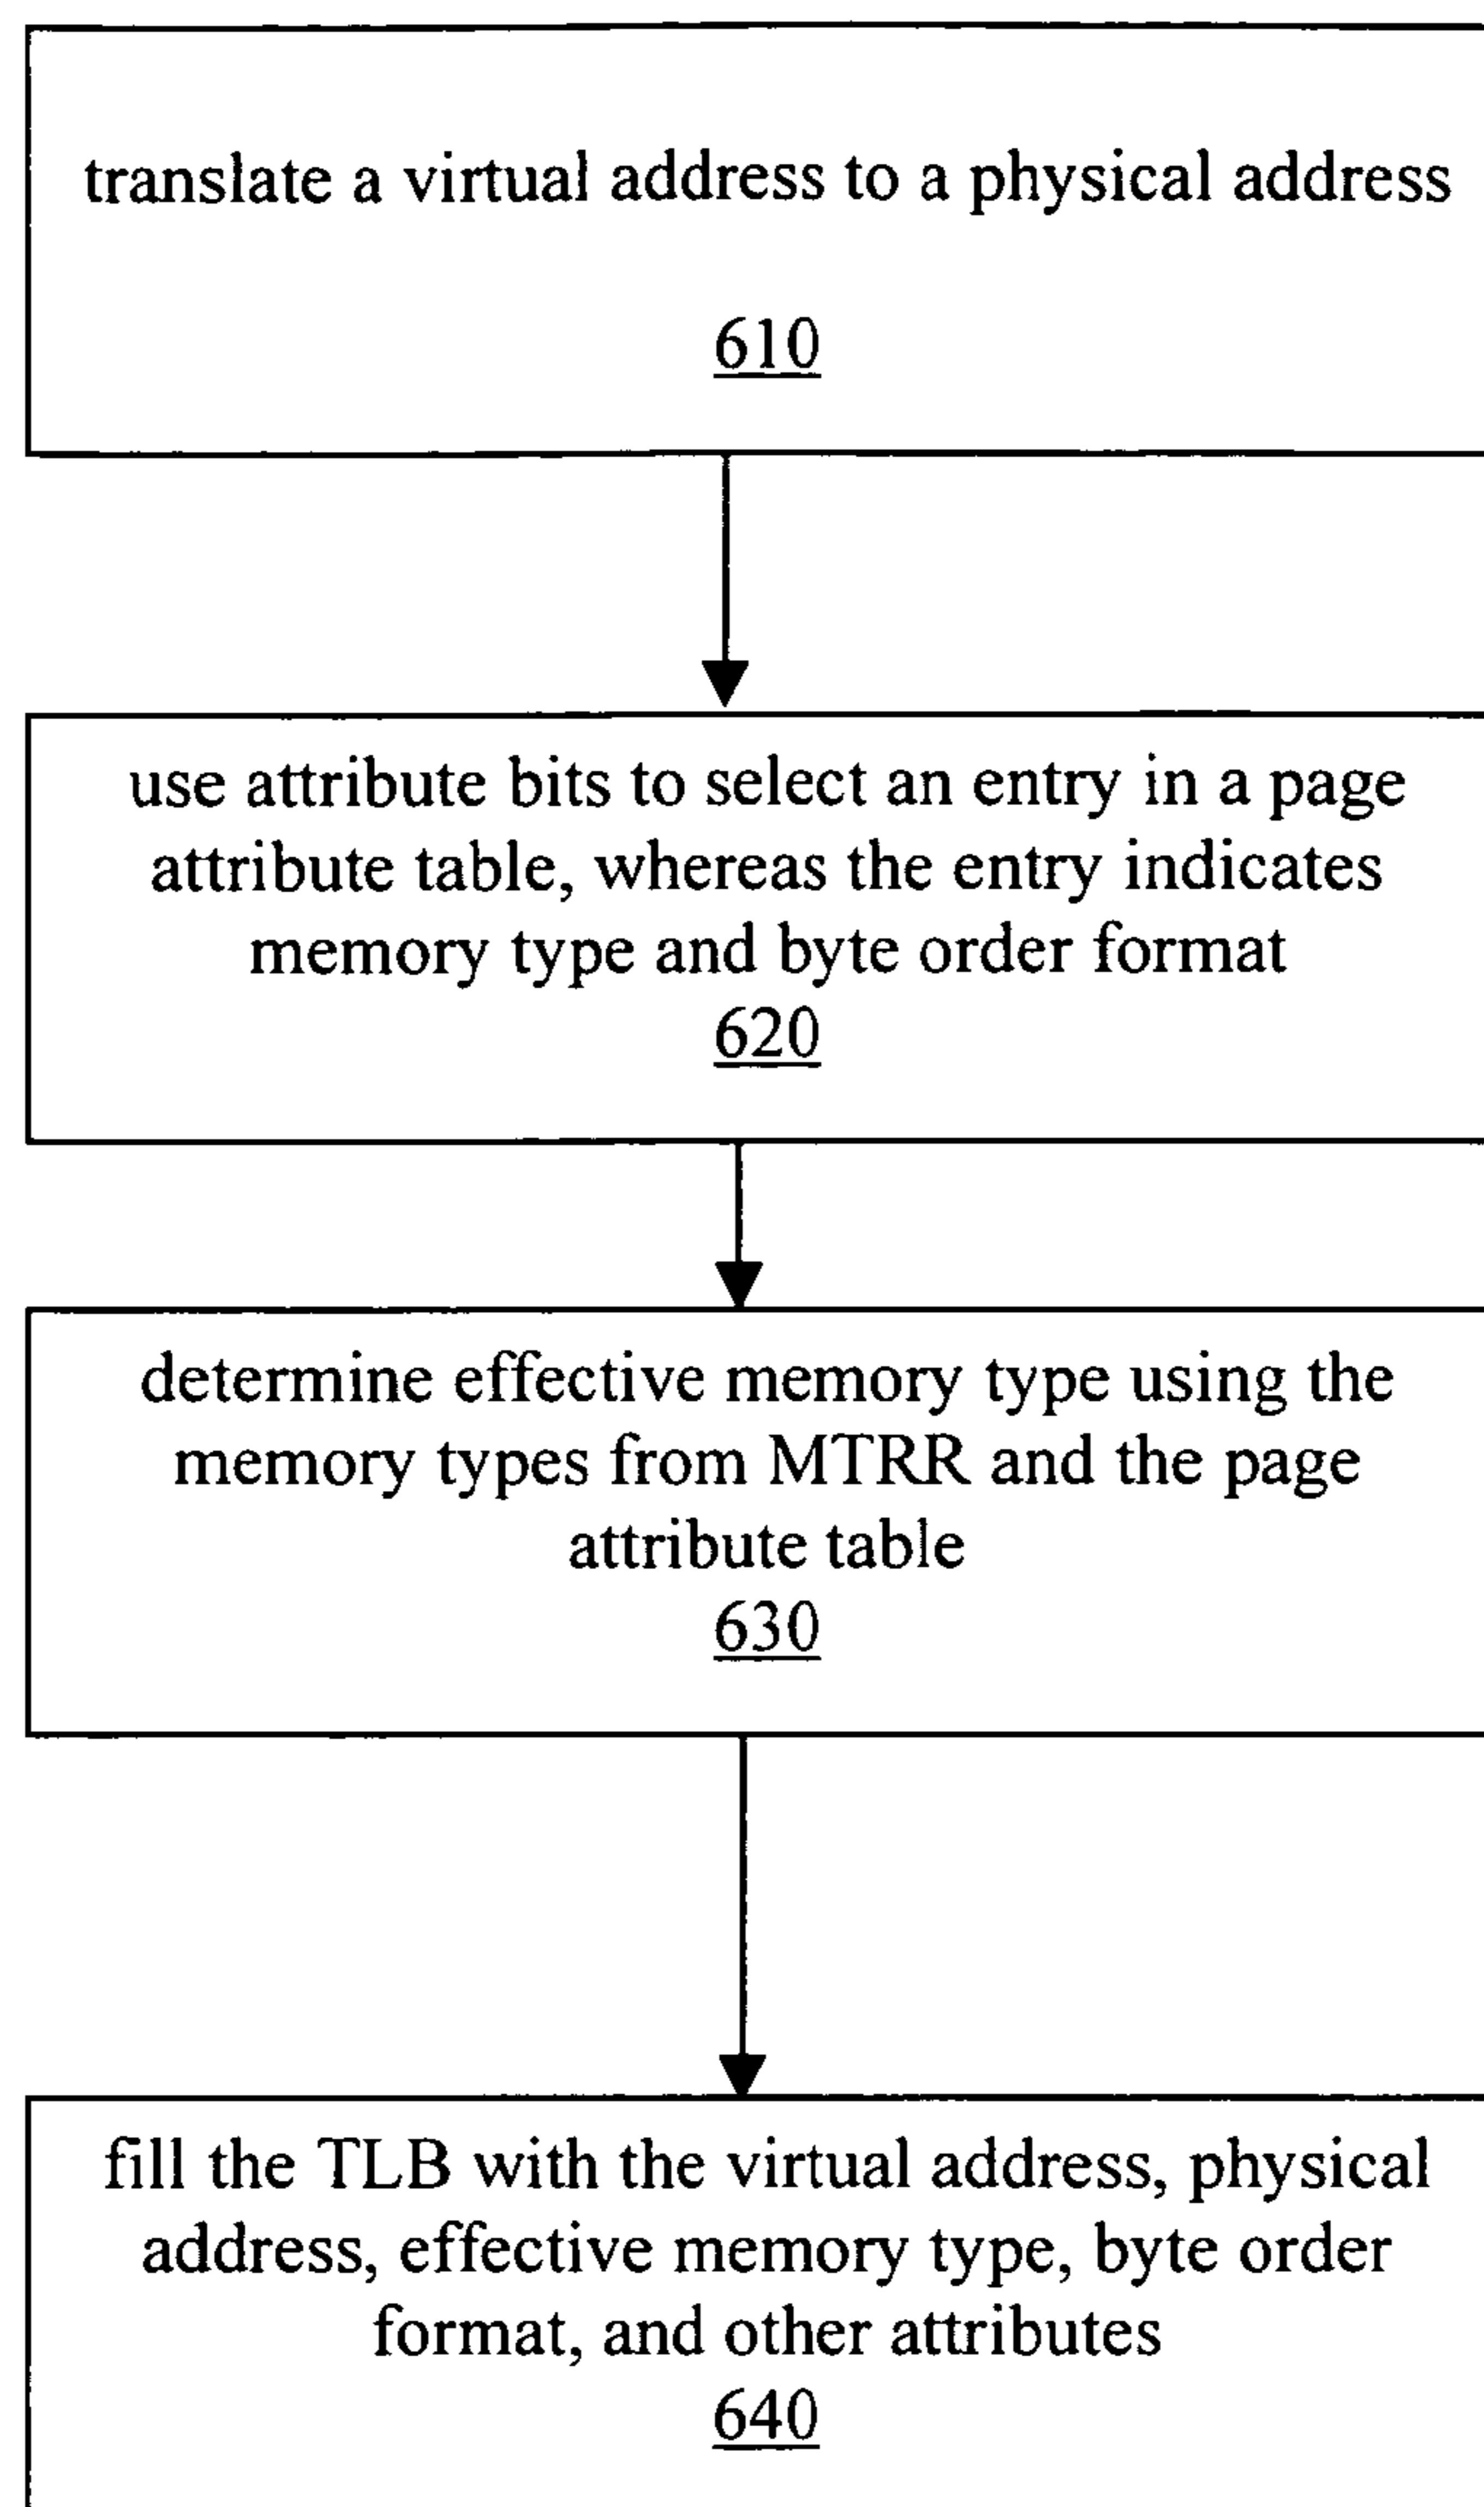 translate a virtual address to a physical address
610
use attribute bits to select an entry in a page
attribute table, whereas the entry indicates
memory type and byte order format
620
determine effective memory type using the
memory types from MTRR and the page
attribute table
630
fill the TLB with the virtual address, physical
address, effective memory type, byte order
format, and other attributes
640